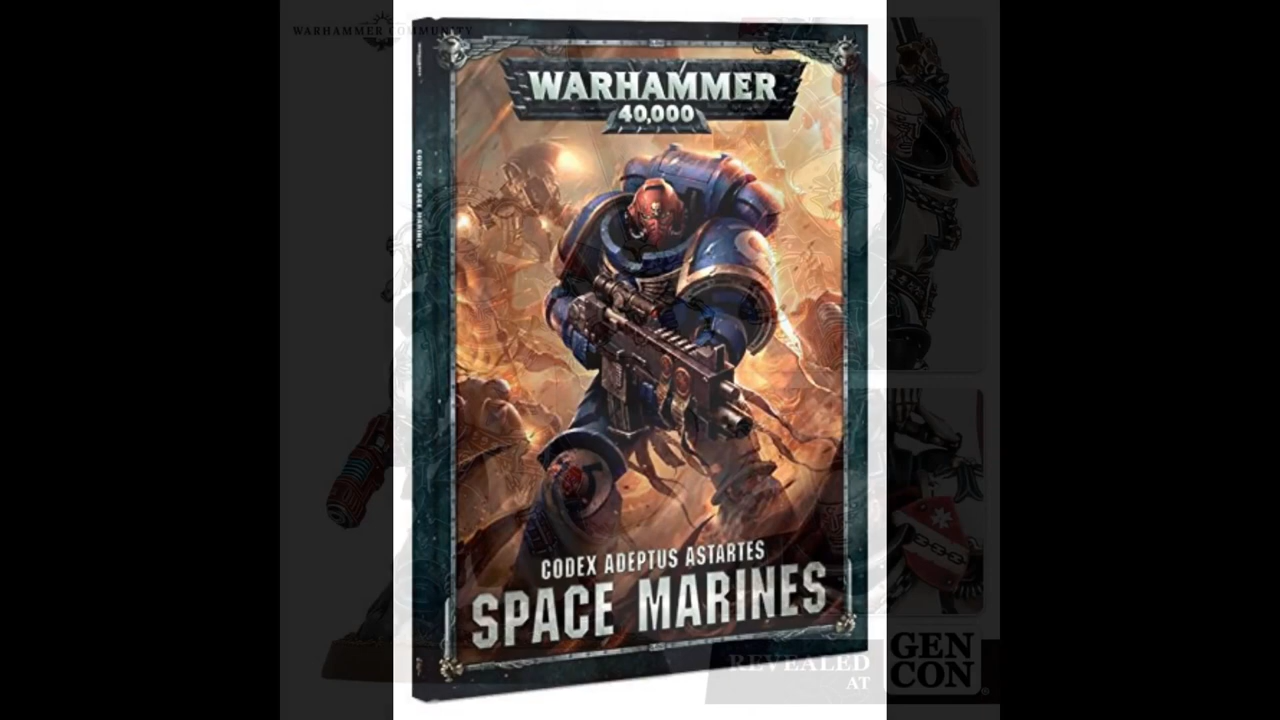 WARHAMMER COMMUNITY
WARHAMMER
40,000
CODEX: SPACE MARINES
CODEX ADEPTUS ASTARTES
SPACE MARINES
REVEALED
AT
GEN
CON